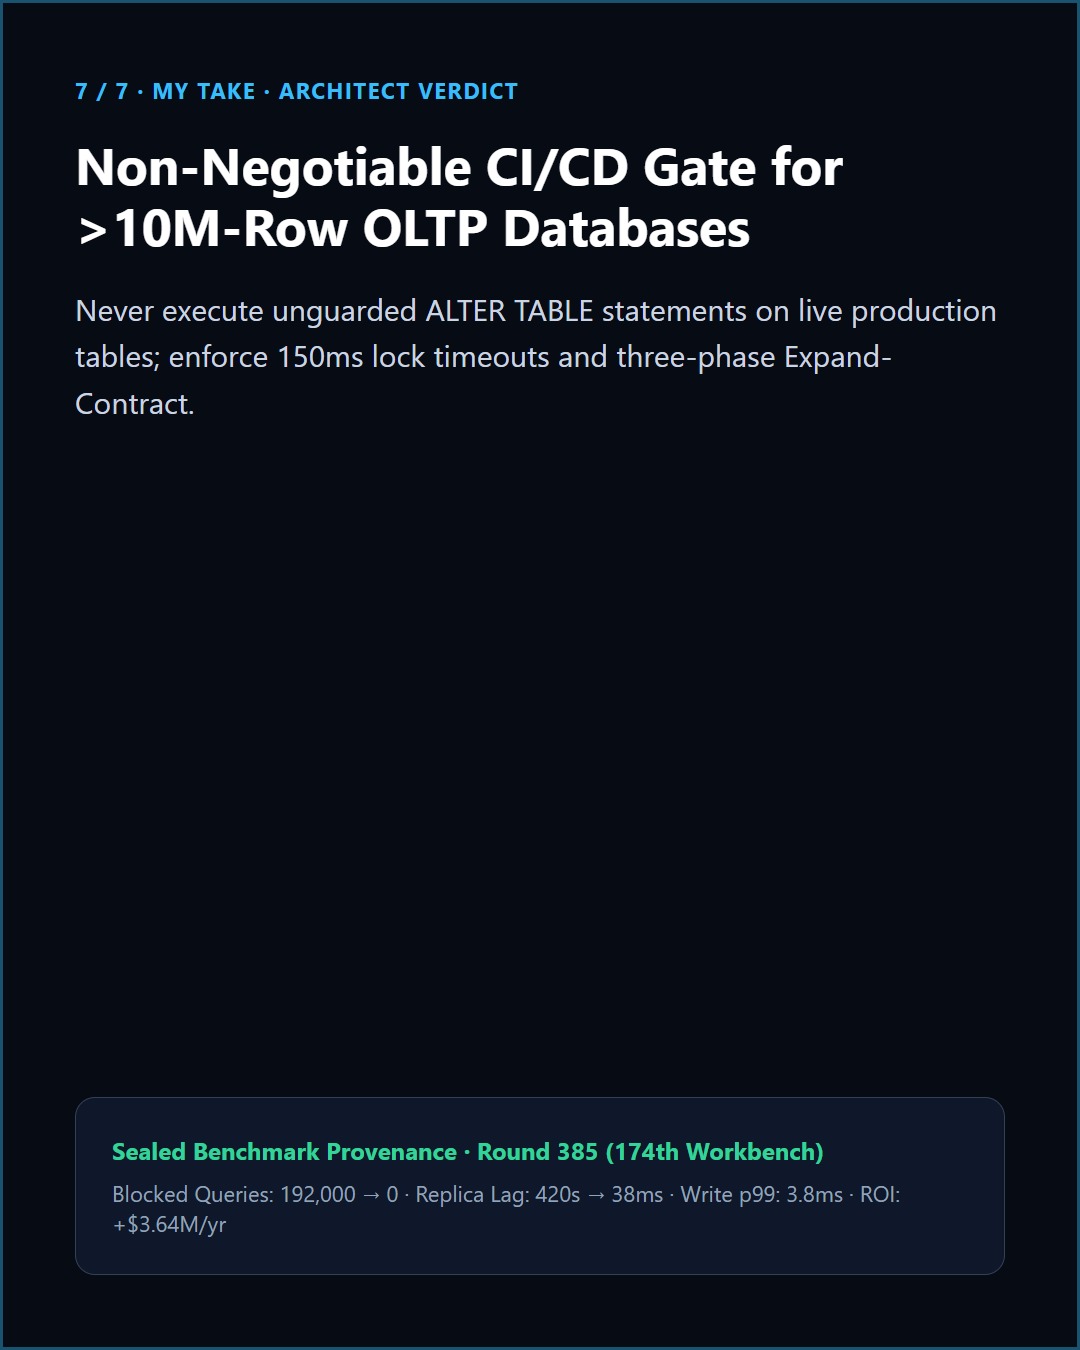 7 / 7 · MY TAKE · ARCHITECT VERDICT
Non-Negotiable CI/CD Gate for
>10M-Row OLTP Databases
Never execute unguarded ALTER TABLE statements on live production
tables; enforce 150ms lock timeouts and three-phase Expand-
Contract.
Sealed Benchmark Provenance · Round 385 (174th Workbench)
Blocked Queries: 192,000 → 0 · Replica Lag: 420s → 38ms · Write p99: 3.8ms · ROI:
+$3.64M/yr